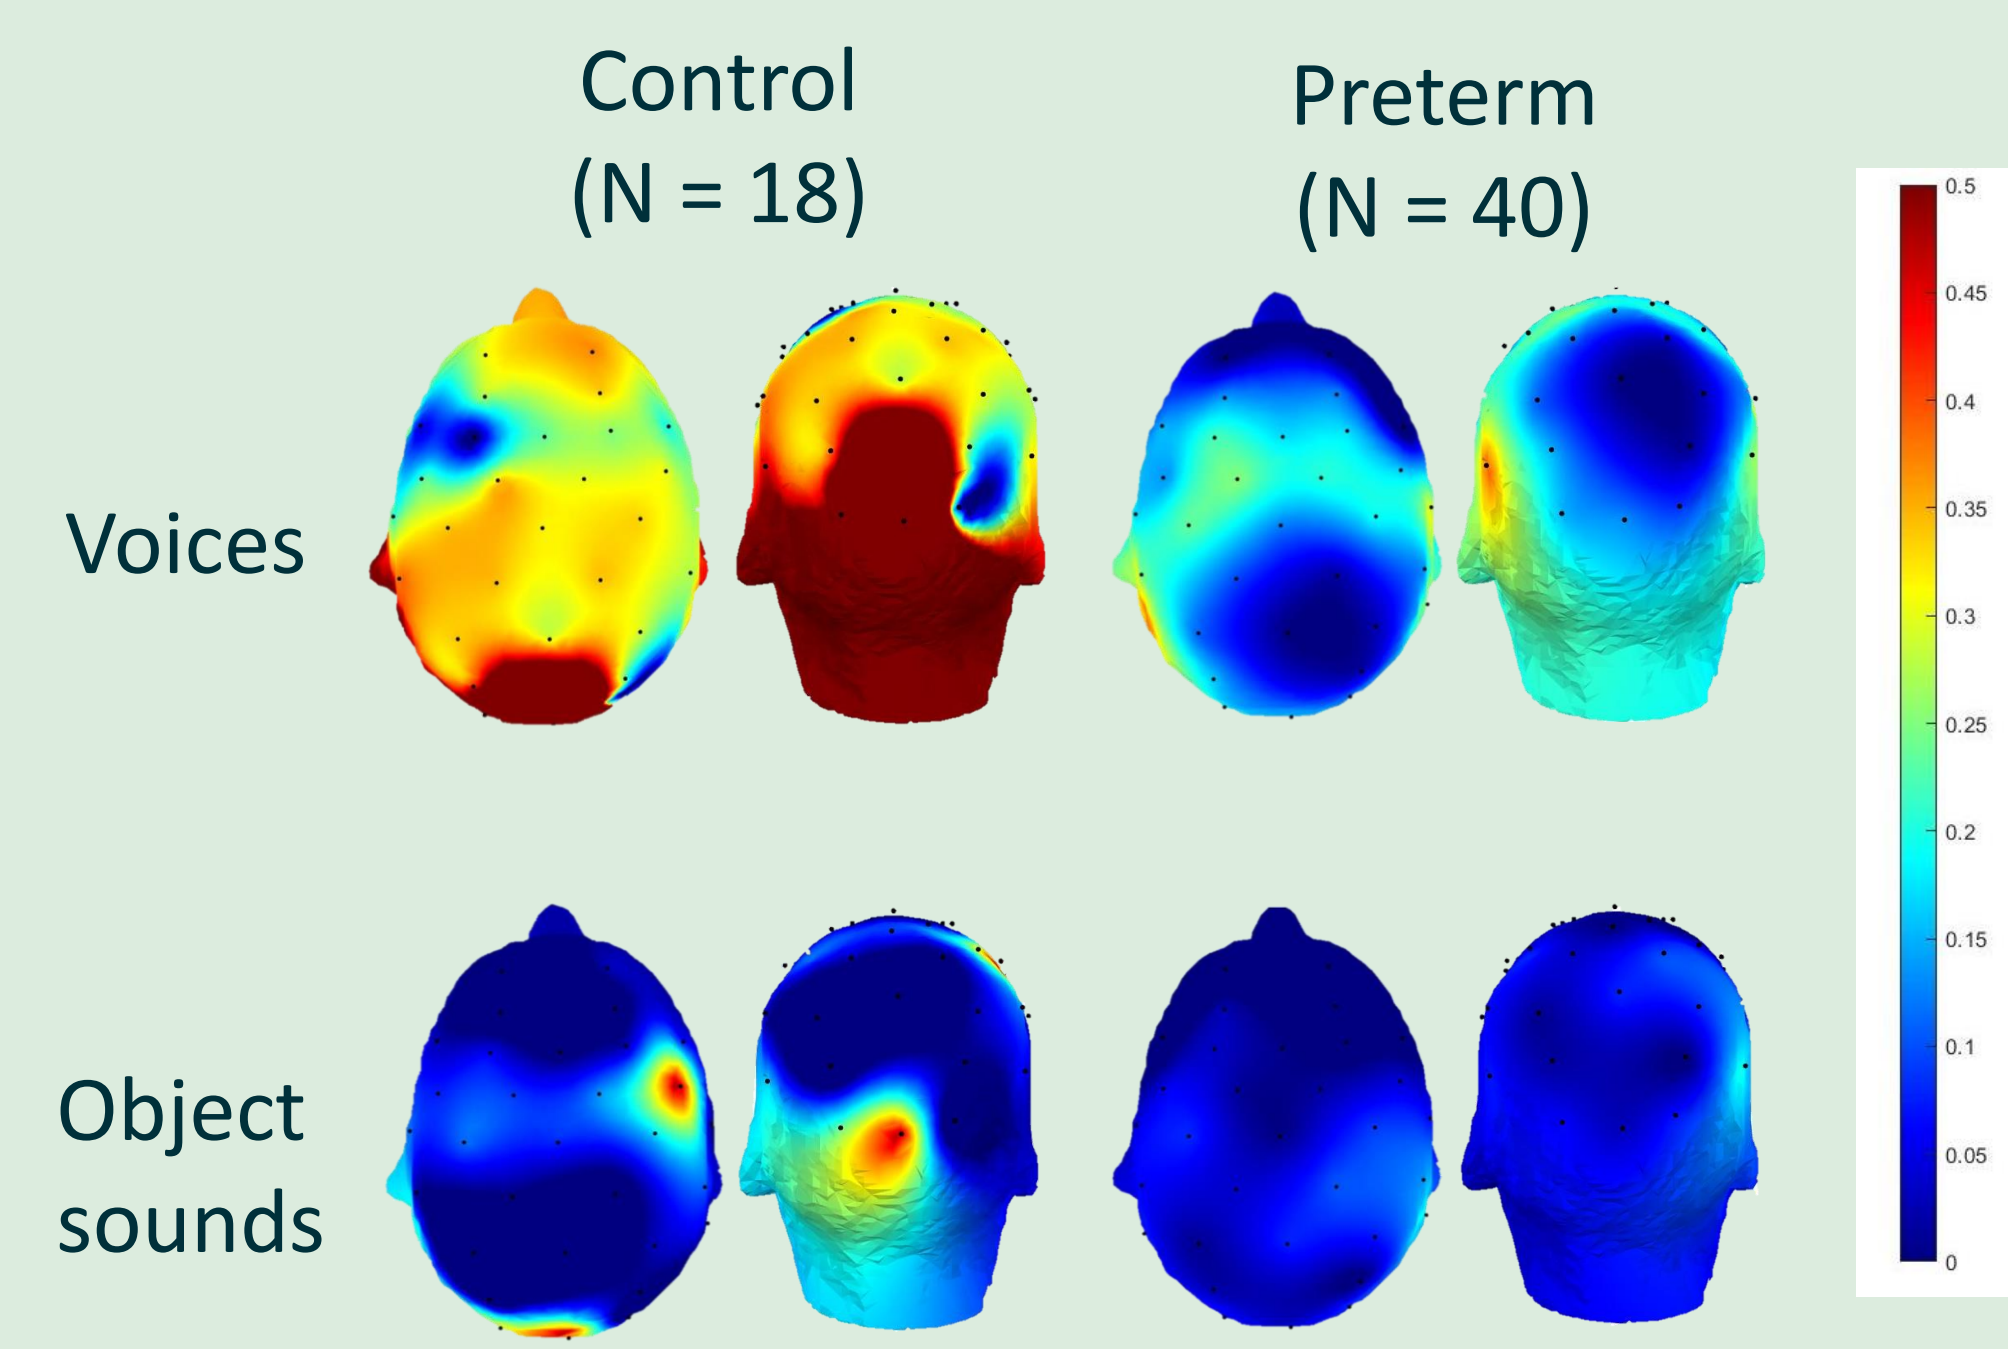 Control
(N = 18)
Preterm
(N = 40)
Voices
Object
sounds
0.5
0.45
0.4
0.35
0.3
0.25
0.2
0.15
0.1
0.05
0